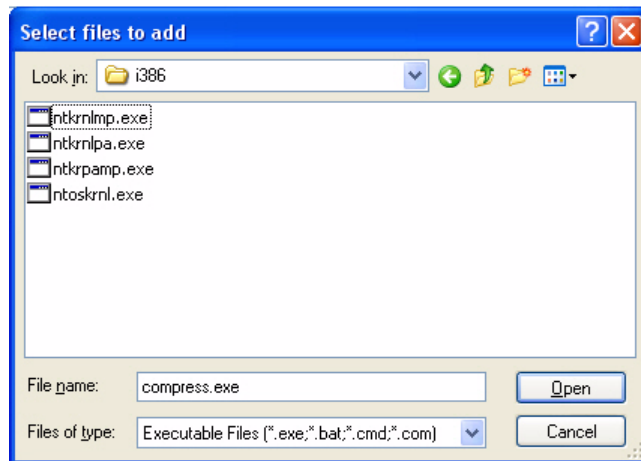 Select files to add
Look in: i386
ntkrnlmp.exe
ntkrnlpa.exe
ntkrpamp.exe
ntoskrnl.exe
File name: compress.exe Open
Files of type: Executable Files (*.exe;*.bat;*.cmd;*.com) Cancel